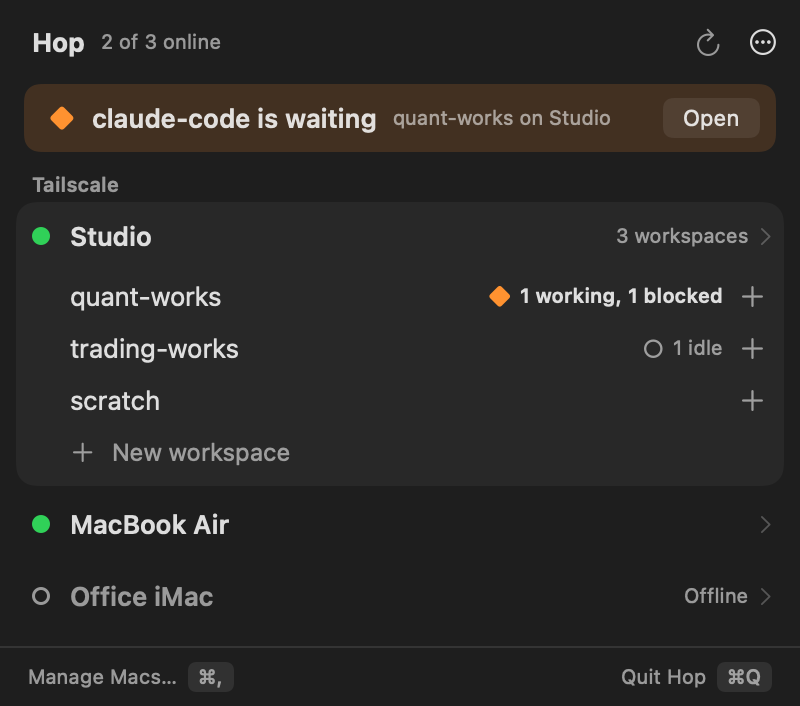 Hop 2 of 3 online
claude-code is waiting quant-works on Studio Open
Tailscale
Studio 3 workspaces
quant-works 1 working, 1 blocked
trading-works 1 idle
scratch
New workspace
MacBook Air
Office iMac Offline
Manage Macs... ⌘, Quit Hop ⌘Q